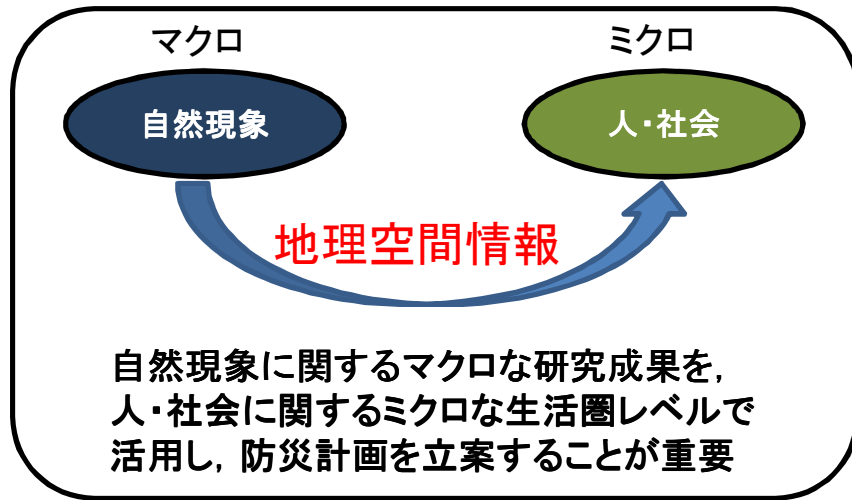 マクロ
ミクロ
自然現象
人・社会
地理空間情報
自然現象に関するマクロな研究成果を,
人・社会に関するミクロな生活圏レベルで
活用し, 防災計画を立案することが重要